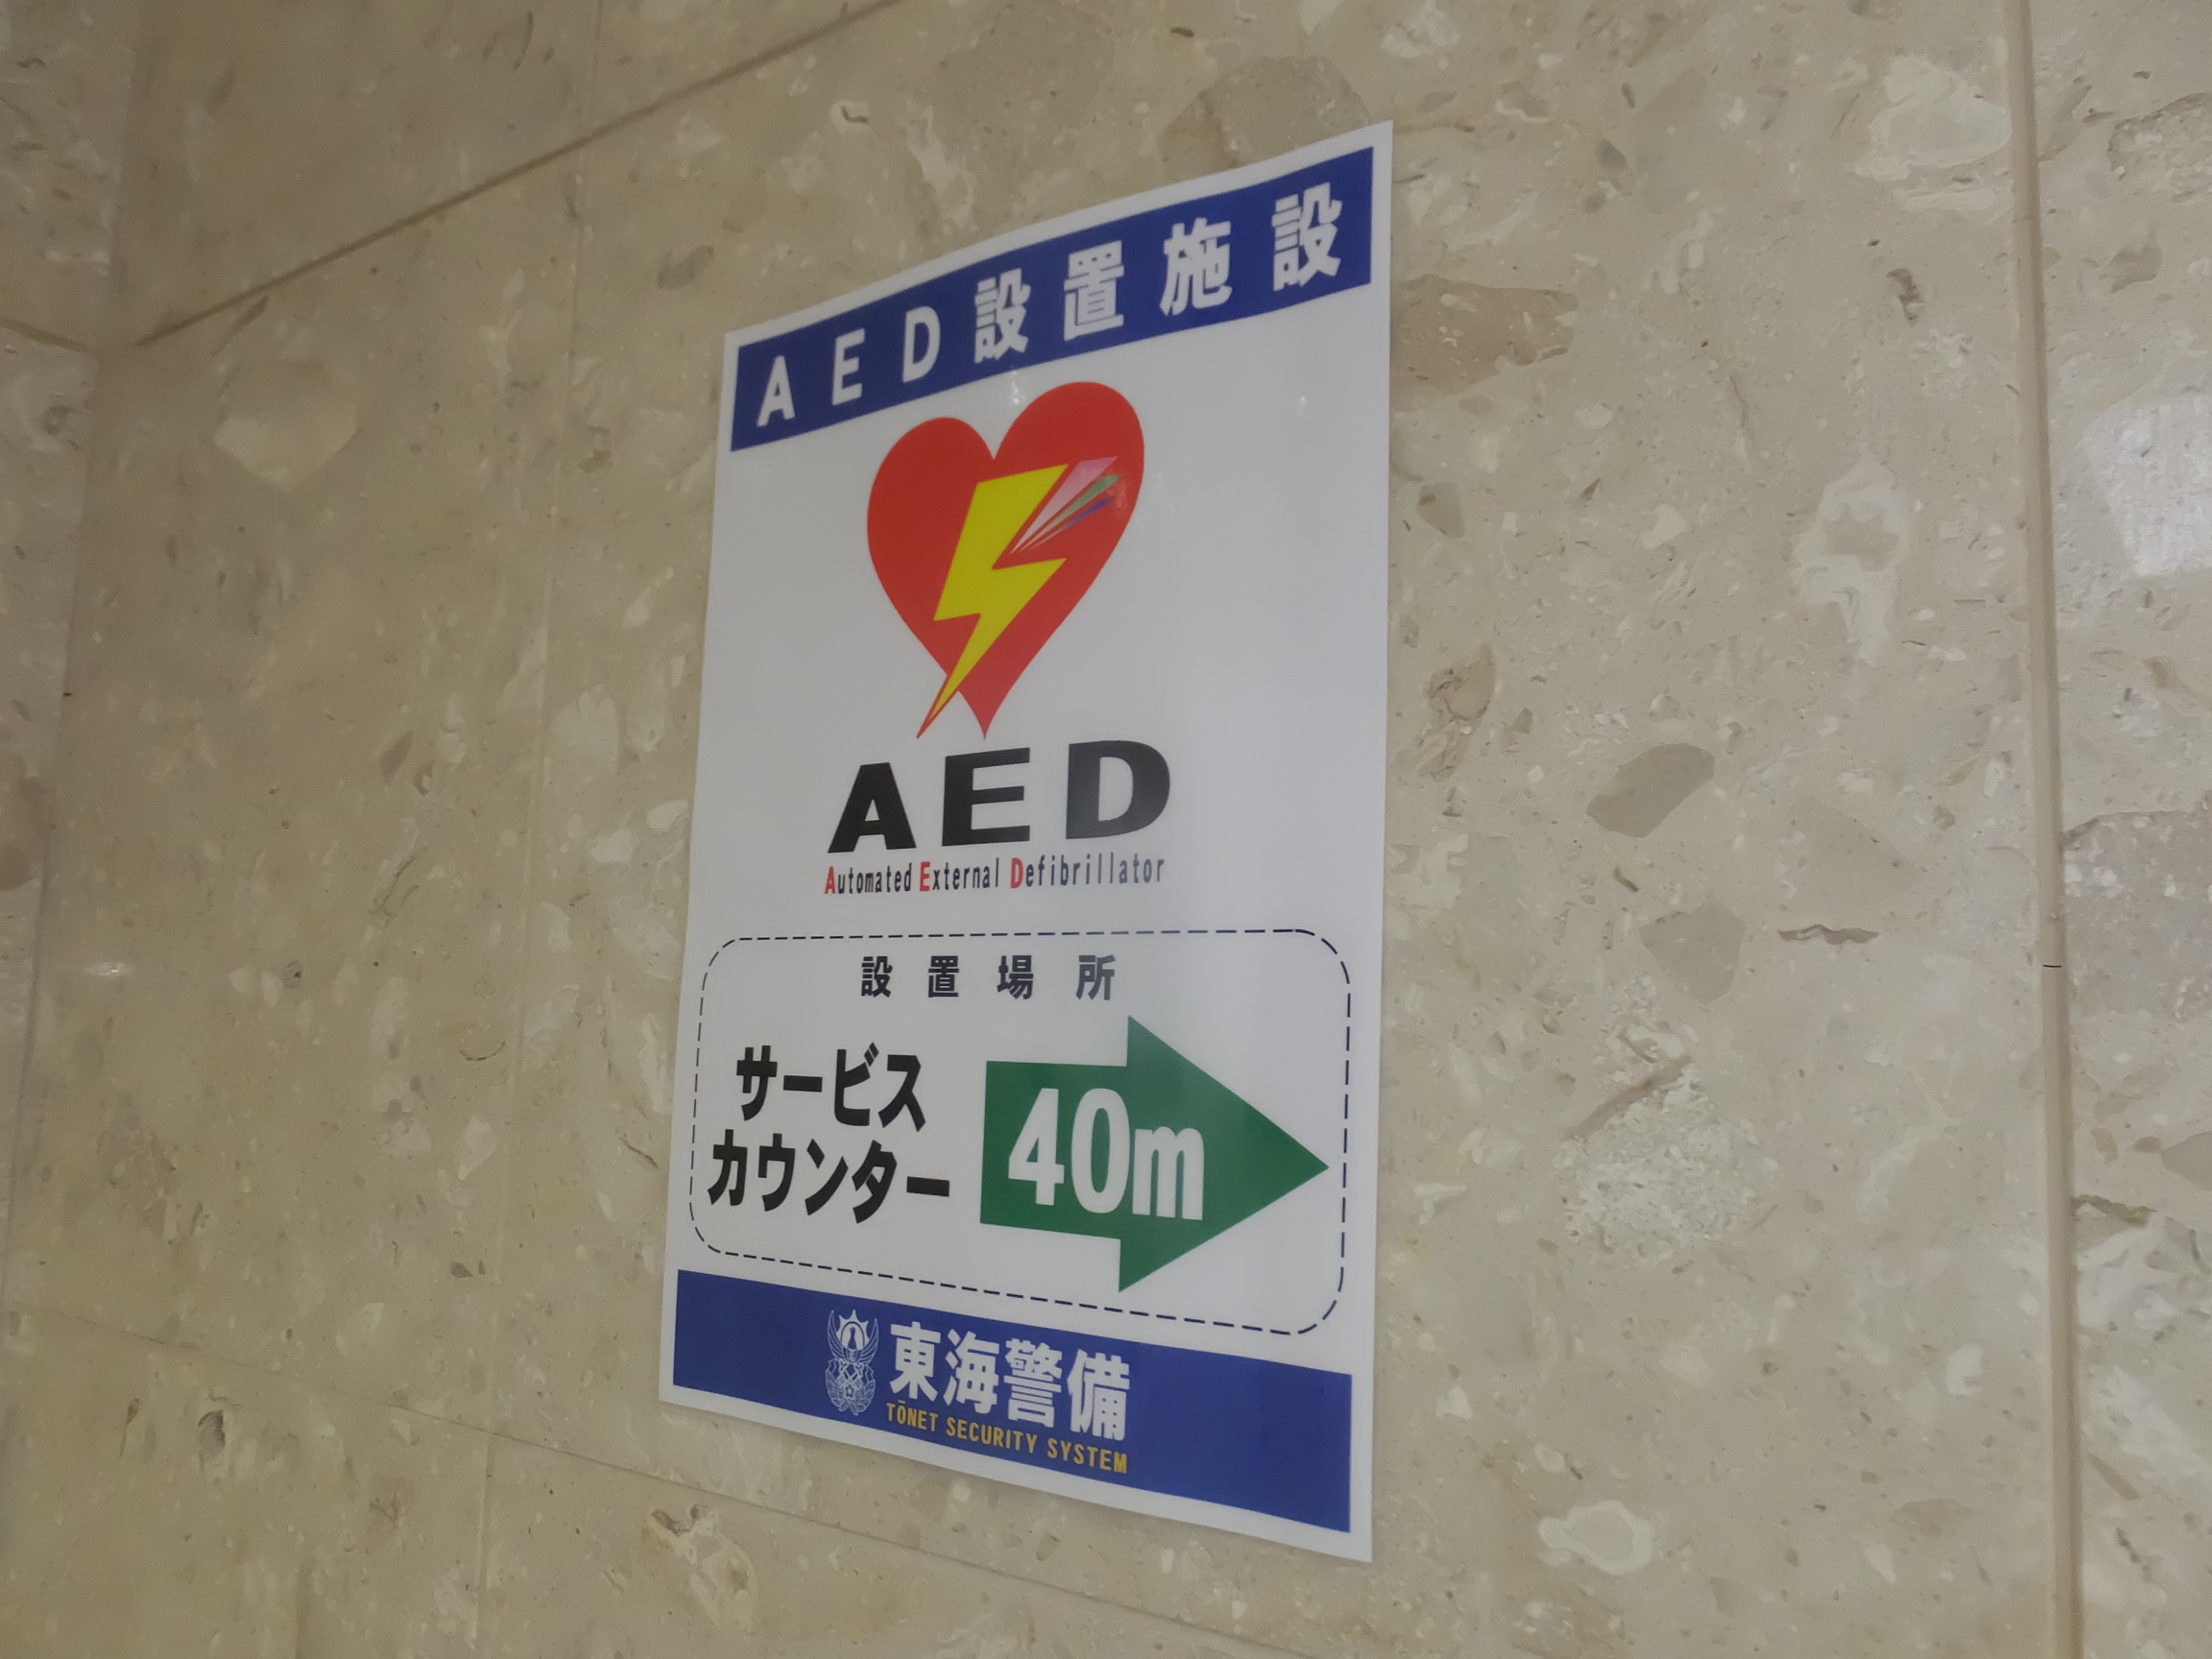 AED設置施設
AED
Automated External Defibrillator
設置場所
サービス
カウンター
40m
東海警備
TŌNET SECURITY SYSTEM